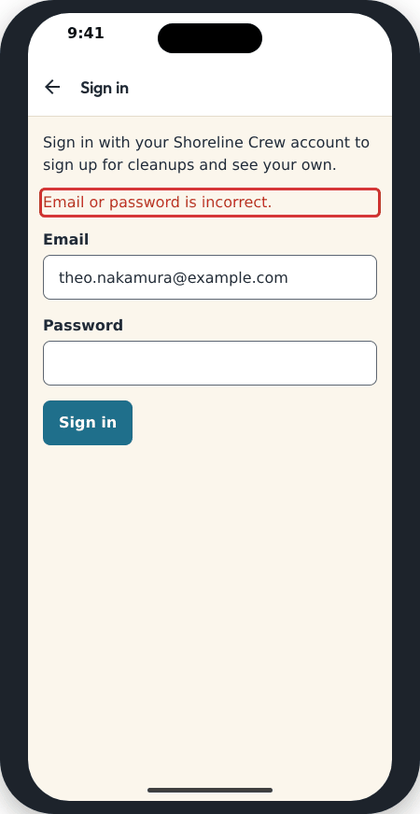 9:41
Sign in
Sign in with your Shoreline Crew account to
sign up for cleanups and see your own.
Email or password is incorrect.
Email
theo.nakamura@example.com
Password
Sign in